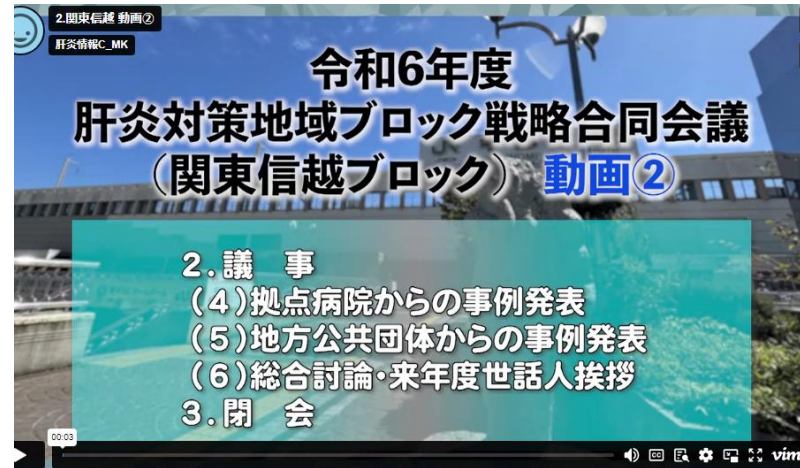 2.関東信越 動画②
肝炎情報C_MK
令和6年度
肝炎対策地域ブロック戦略合同会議
（関東信越ブロック） 動画②
２.議　事
(４)拠点病院からの事例発表
(５)地方公共団体からの事例発表
(６)総合討論・来年度世話人挨拶
３.閉　会
00:03
CC
vim